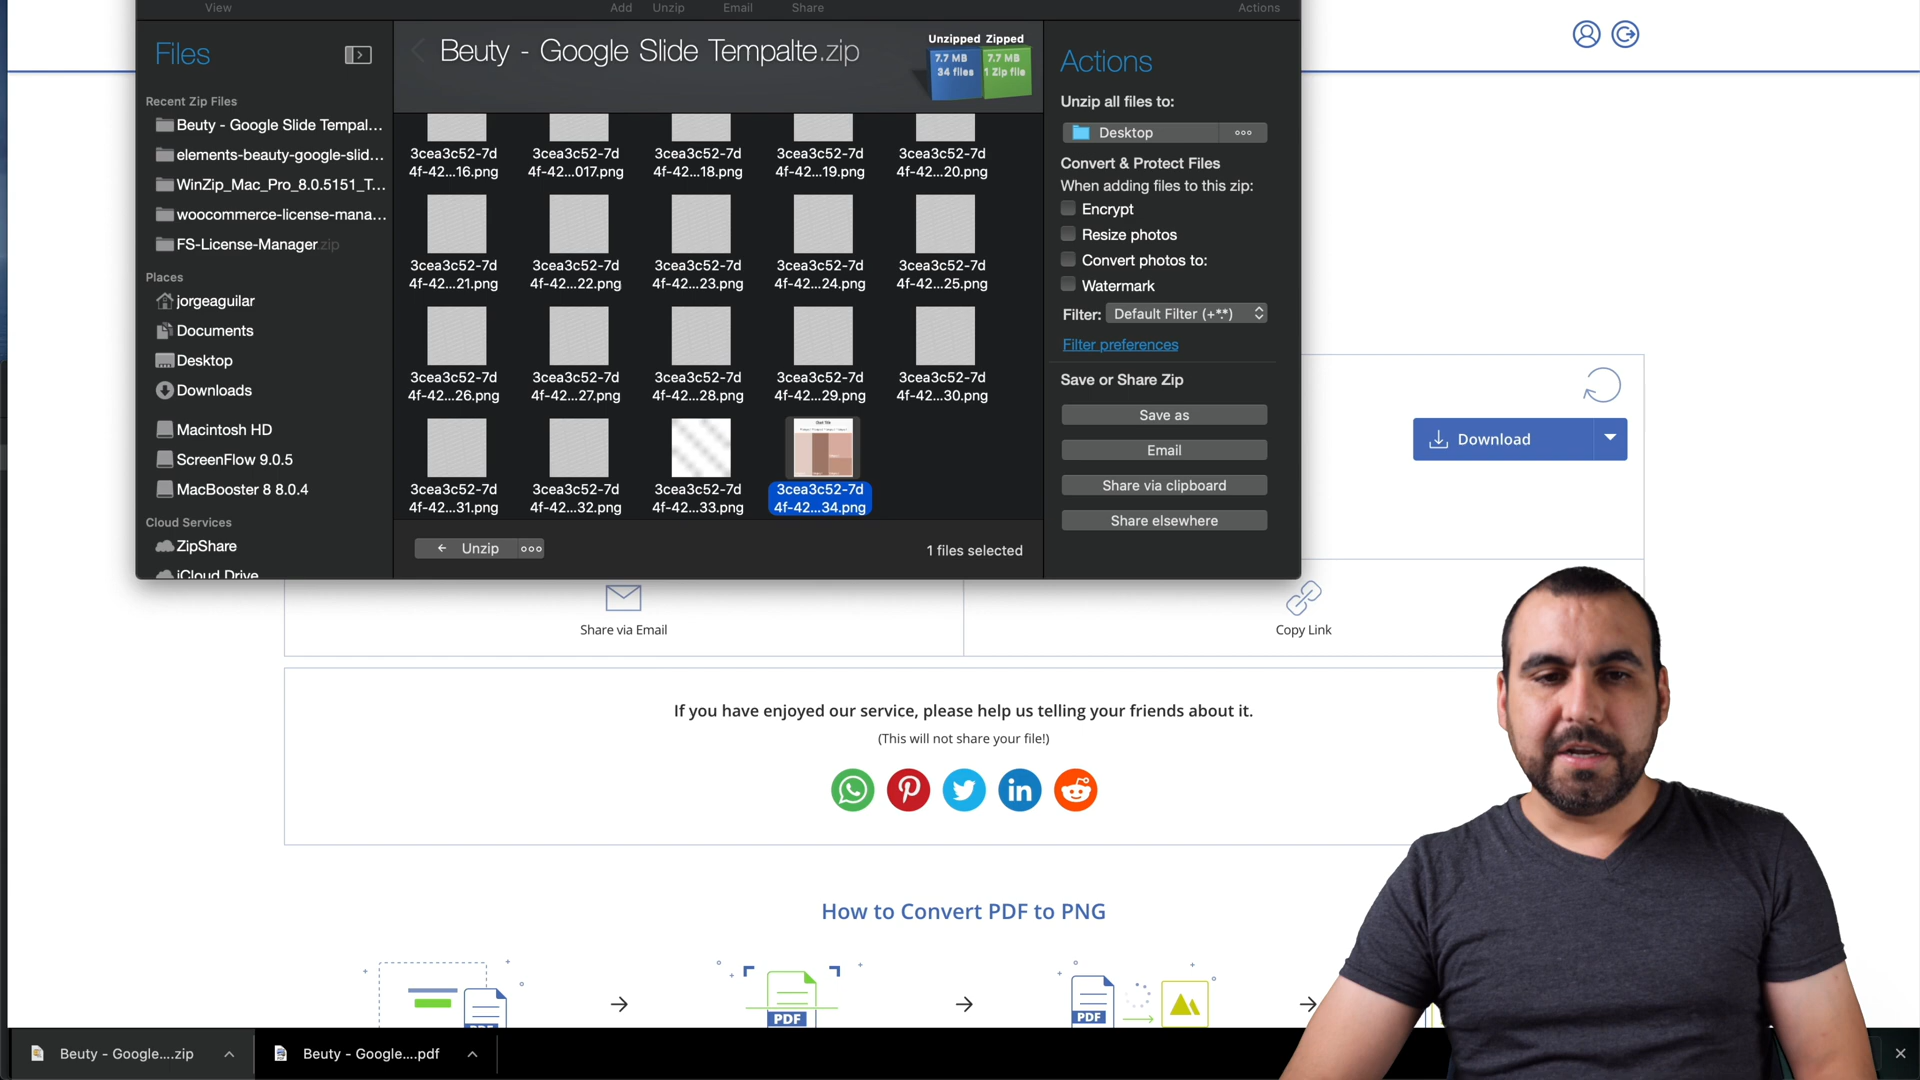 View
Add
Unzip
Email
Share
Actions
Files
Beuty - Google Slide Tempalte.zip
Unzipped Zipped
7.7 MB
34 files
7.7 MB
1 Zip file
Recent Zip Files
Beuty - Google Slide Tempal...
elements-beauty-google-slid...
WinZip_Mac_Pro_8.0.5151_T...
woocommerce-license-mana...
FS-License-Manager.zip
Places
jorgeaguilar
Documents
Desktop
Downloads
Macintosh HD
ScreenFlow 9.0.5
MacBooster 8 8.0.4
Cloud Services
ZipShare
iCloud Drive
3cea3c52-7d
4f-42...16.png
3cea3c52-7d
4f-42...017.png
3cea3c52-7d
4f-42...18.png
3cea3c52-7d
4f-42...19.png
3cea3c52-7d
4f-42...20.png
3cea3c52-7d
4f-42...21.png
3cea3c52-7d
4f-42...22.png
3cea3c52-7d
4f-42...23.png
3cea3c52-7d
4f-42...24.png
3cea3c52-7d
4f-42...25.png
3cea3c52-7d
4f-42...26.png
3cea3c52-7d
4f-42...27.png
3cea3c52-7d
4f-42...28.png
3cea3c52-7d
4f-42...29.png
3cea3c52-7d
4f-42...30.png
3cea3c52-7d
4f-42...31.png
3cea3c52-7d
4f-42...32.png
3cea3c52-7d
4f-42...33.png
3cea3c52-7d
4f-42...34.png
Unzip
1 files selected
Actions
Unzip all files to:
Desktop
Convert & Protect Files
When adding files to this zip:
Encrypt
Resize photos
Convert photos to:
Watermark
Filter: Default Filter (+*.*)
Filter preferences
Save or Share Zip
Save as
Email
Share via clipboard
Share elsewhere
Download
Share via Email
Copy Link
If you have enjoyed our service, please help us telling your friends about it.
(This will not share your file!)
in
How to Convert PDF to PNG
PDF
PDF
PDF
Beuty - Google....zip
Beuty - Google....pdf